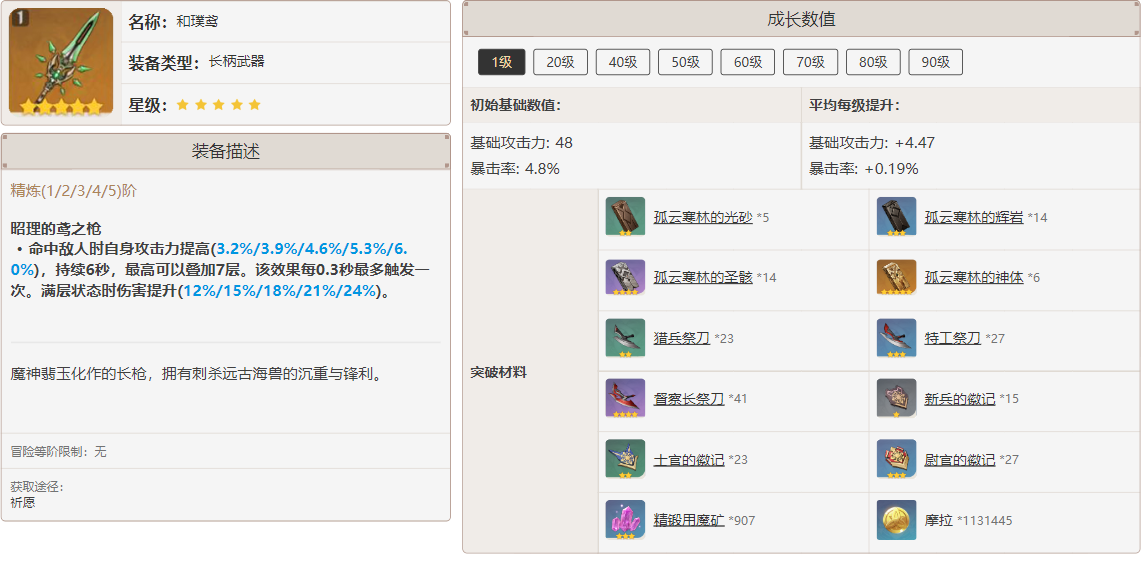 1
名称：和璞鸢
装备类型：长柄武器
星级：
装备描述
精炼(1/2/3/4/5)阶
昭理的鸢之枪
·命中敌人时自身攻击力提高(3.2%/3.9%/4.6%/5.3%/6.
0%)，持续6秒，最高可以叠加7层。该效果每0.3秒最多触发一
次。满层状态时伤害提升(12%/15%/18%/21%/24%)。
魔神翡玉化作的长枪，拥有刺杀远古海兽的沉重与锋利。
冒险等阶限制：无
获取途径：
祈愿
成长数值
1级 20级 40级 50级 60级 70级 80级 90级
初始基础数值： 平均每级提升：
基础攻击力: 48 基础攻击力: +4.47
暴击率: 4.8% 暴击率: +0.19%
突破材料
孤云寒林的光砂 *5 孤云寒林的辉岩 *14
孤云寒林的圣骸 *14 孤云寒林的神体 *6
猎兵祭刀 *23 特工祭刀 *27
督察长祭刀 *41 新兵的徽记 *15
士官的徽记 *23 尉官的徽记 *27
精锻用魔矿 *907 摩拉 *1131445